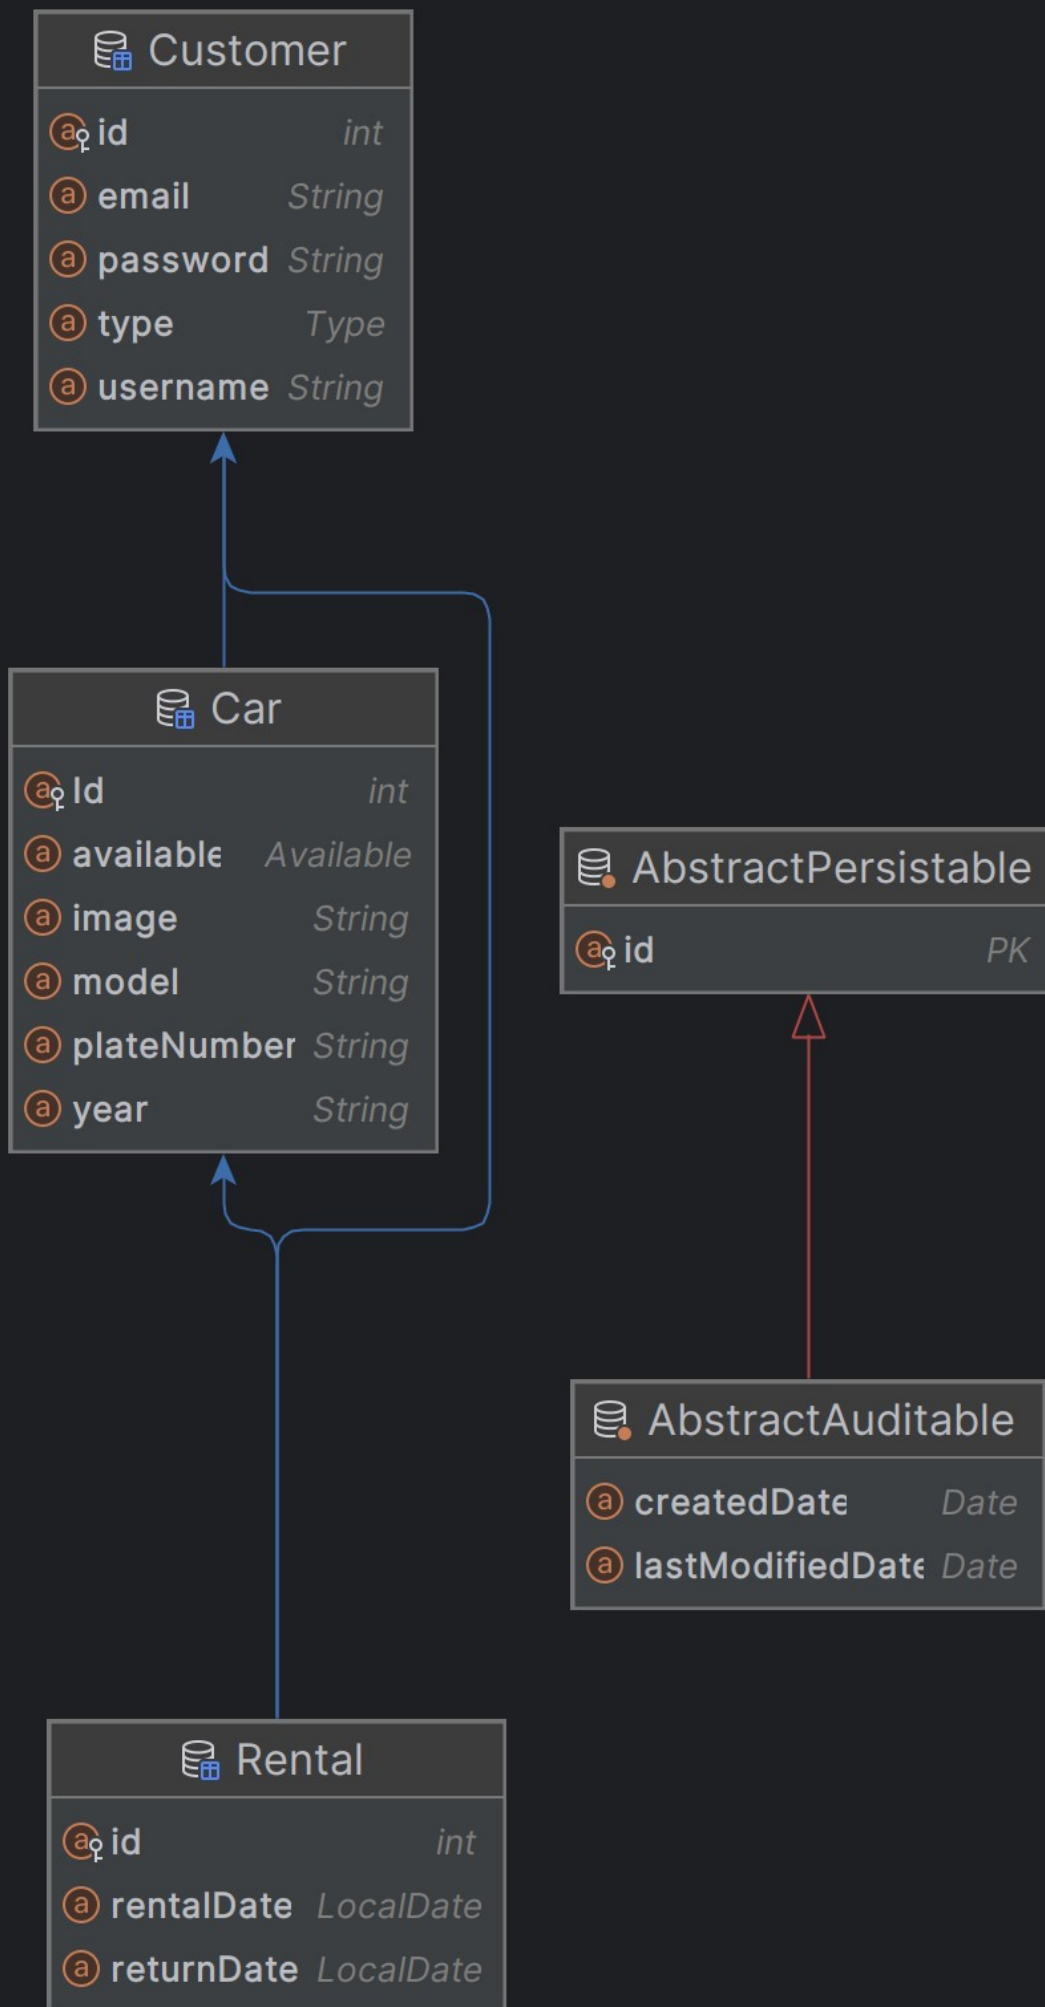 Customer
id int
email String
password String
type Type
username String
Car
Id int
available Available
image String
model String
plateNumber String
year String
AbstractPersistable
id PK
AbstractAuditable
createdDate Date
lastModifiedDate Date
Rental
id int
rentalDate LocalDate
returnDate LocalDate